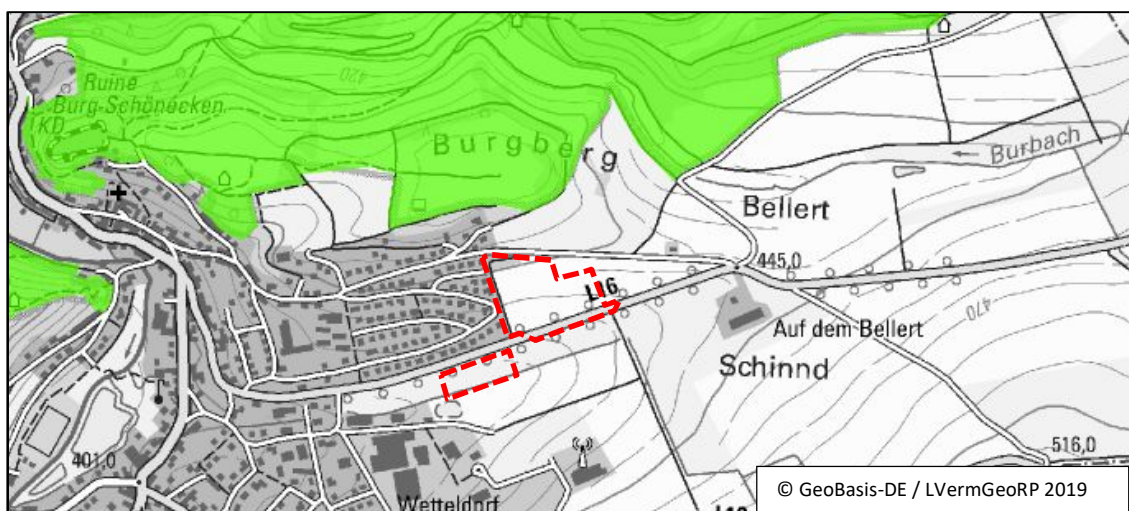 Ruine
Burg-Schönecken
KD
420
Burgberg
Burbach
Bellert
445,0
L16
470
Auf dem Bellert
Schinnd
516,0
401,0
Wetteldorf
© GeoBasis-DE / LVermGeoRP 2019